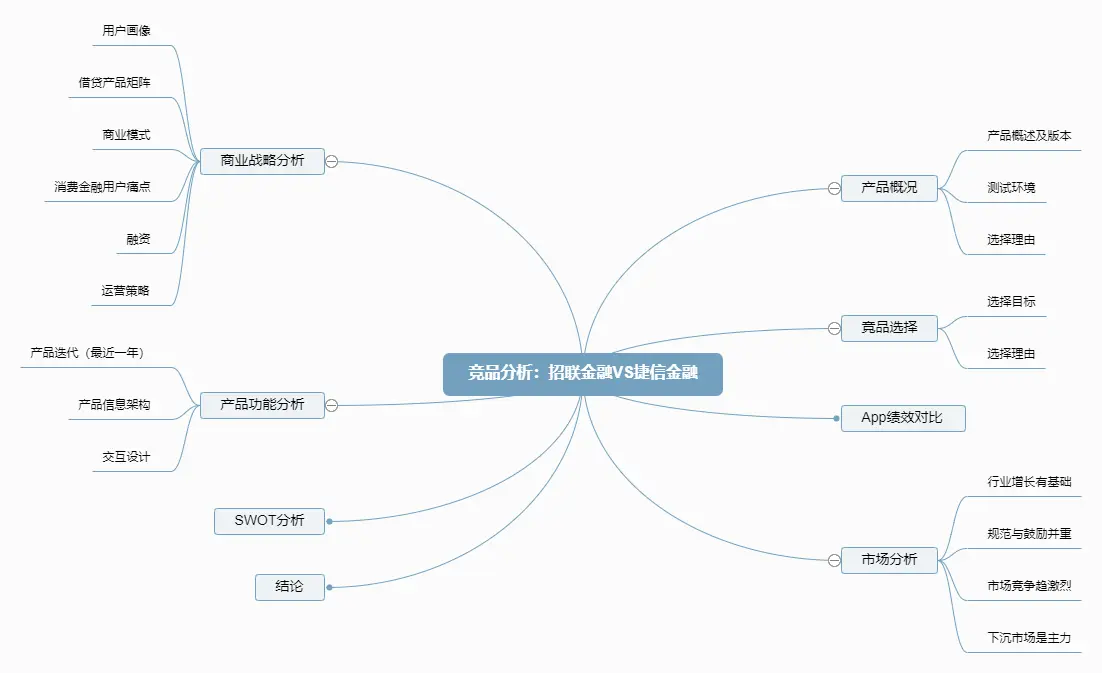 竞品分析：招联金融VS捷信金融
产品概况
产品概述及版本
测试环境
选择理由
竞品选择
选择目标
选择理由
App绩效对比
市场分析
行业增长有基础
规范与鼓励并重
市场竞争趋激烈
下沉市场是主力
商业战略分析
用户画像
借贷产品矩阵
商业模式
消费金融用户痛点
融资
运营策略
产品功能分析
产品迭代（最近一年）
产品信息架构
交互设计
SWOT分析
结论